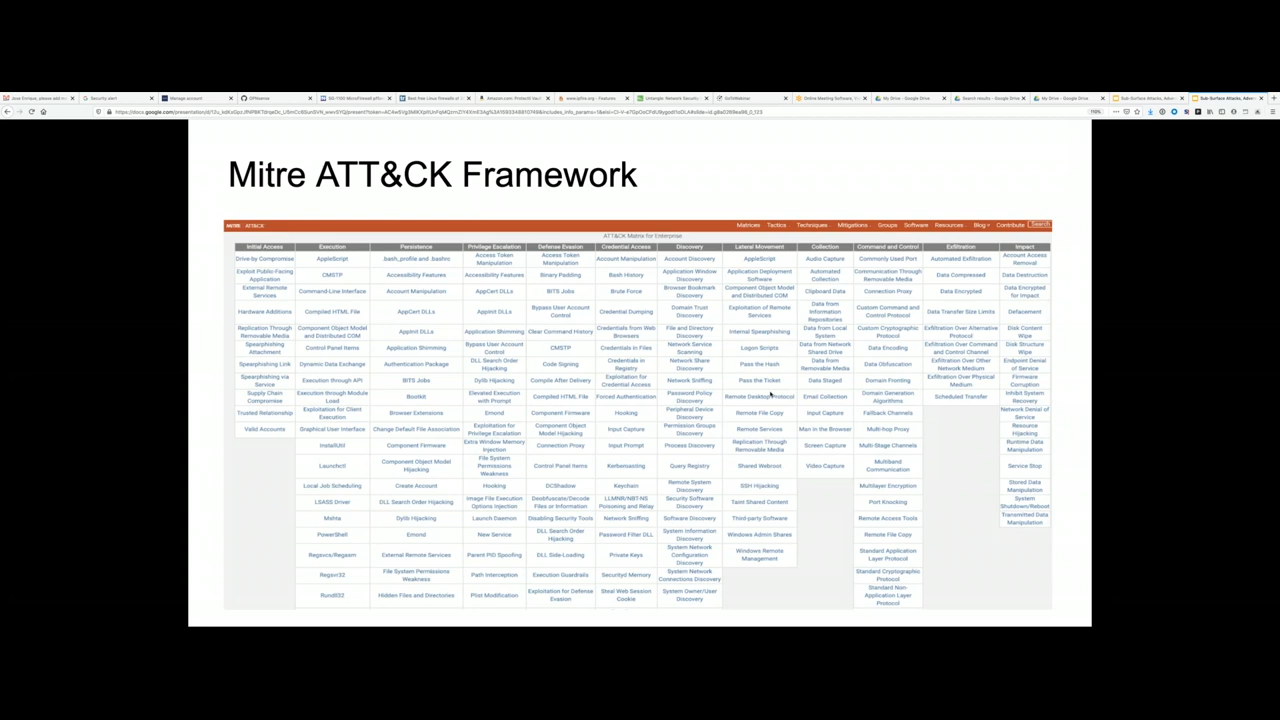 Security alert
Manage account
OPNsense
Title
Mitre ATT&CK Framework
MITRE ATT&CK
Matrices Tactics Techniques Mitigations Groups Software Resources Blog Contribute Search
ATT&CK Matrix for Enterprise
Initial Access Execution Persistence Privilege Escalation Defense Evasion Credential Access Discovery Lateral Movement Collection Command and Control Exfiltration Impact
Drive-by Compromise
Exploit Public-Facing
Application
External Remote
Services
Hardware Additions
Replication Through
Removable Media
Spearphishing
Attachment
Spearphishing Link
Spearphishing via
Service
Supply Chain
Compromise
Trusted Relationship
Valid Accounts
AppleScript
CMSTP
Command-Line Interface
Compiled HTML File
Component Object Model
and Distributed COM
Control Panel Items
Dynamic Data Exchange
Execution through API
Execution through Module
Load
Exploitation for Client
Execution
Graphical User Interface
InstallUtil
Launchctl
Local Job Scheduling
LSASS Driver
Mshta
PowerShell
Regsvcs/Regasm
Regsvr32
Rundll32
.bash_profile and .bashrc
Accessibility Features
Account Manipulation
AppCert DLLs
AppInit DLLs
Application Shimming
Authentication Package
BITS Jobs
Bootkit
Browser Extensions
Change Default File Association
Component Firmware
Component Object Model
Hijacking
Create Account
DLL Search Order Hijacking
Dylib Hijacking
Emond
External Remote Services
File System Permissions
Weakness
Hidden Files and Directories
Access Token
Manipulation
Accessibility Features
AppCert DLLs
AppInit DLLs
Application Shimming
Bypass User Account
Control
DLL Search Order
Hijacking
Dylib Hijacking
Elevated Execution
with Prompt
Emond
Exploitation for
Privilege Escalation
Extra Window Memory
Injection
File System
Permissions
Weakness
Hooking
Image File Execution
Options Injection
Launch Daemon
New Service
Parent PID Spoofing
Path Interception
Plist Modification
Access Token
Manipulation
Binary Padding
BITS Jobs
Bypass User Account
Control
Clear Command History
CMSTP
Code Signing
Compile After Delivery
Compiled HTML File
Component Firmware
Component Object
Model Hijacking
Connection Proxy
Control Panel Items
DCShadow
Deobfuscate/Decode
Files or Information
Disabling Security Tools
DLL Search Order
Hijacking
DLL Side-Loading
Execution Guardrails
Exploitation for Defense
Evasion
Account Manipulation
Bash History
Brute Force
Credential Dumping
Credentials from Web
Browsers
Credentials in Files
Credentials in
Registry
Exploitation for
Credential Access
Forced Authentication
Hooking
Input Capture
Input Prompt
Kerberoasting
Keychain
LLMNR/NBT-NS
Poisoning and Relay
Network Sniffing
Password Filter DLL
Private Keys
Securityd Memory
Steal Web Session
Cookie
Account Discovery
Application Window
Discovery
Browser Bookmark
Discovery
Domain Trust
Discovery
File and Directory
Discovery
Network Service
Scanning
Network Share
Discovery
Network Sniffing
Password Policy
Discovery
Peripheral Device
Discovery
Permission Groups
Discovery
Process Discovery
Query Registry
Remote System
Discovery
Security Software
Discovery
Software Discovery
System Information
Discovery
System Network
Configuration
Discovery
System Network
Connections Discovery
System Owner/User
Discovery
AppleScript
Application Deployment
Software
Component Object Model
and Distributed COM
Exploitation of Remote
Services
Internal Spearphishing
Logon Scripts
Pass the Hash
Pass the Ticket
Remote Desktop Protocol
Remote File Copy
Remote Services
Replication Through
Removable Media
Shared Webroot
SSH Hijacking
Taint Shared Content
Third-party Software
Windows Admin Shares
Windows Remote
Management
Audio Capture
Automated
Collection
Clipboard Data
Data from
Information
Repositories
Data from Local
System
Data from Network
Shared Drive
Data from
Removable Media
Data Staged
Email Collection
Input Capture
Man in the Browser
Screen Capture
Video Capture
Commonly Used Port
Communication Through
Removable Media
Connection Proxy
Custom Command and
Control Protocol
Custom Cryptographic
Protocol
Data Encoding
Data Obfuscation
Domain Fronting
Domain Generation
Algorithms
Fallback Channels
Multi-hop Proxy
Multi-Stage Channels
Multiband
Communication
Multilayer Encryption
Port Knocking
Remote Access Tools
Remote File Copy
Standard Application
Layer Protocol
Standard Cryptographic
Protocol
Standard Non-
Application Layer
Protocol
Automated Exfiltration
Data Compressed
Data Encrypted
Data Transfer Size Limits
Exfiltration Over Alternative
Protocol
Exfiltration Over Command
and Control Channel
Exfiltration Over Other
Network Medium
Exfiltration Over Physical
Medium
Scheduled Transfer
Account Access
Removal
Data Destruction
Data Encrypted
for Impact
Defacement
Disk Content
Wipe
Disk Structure
Wipe
Endpoint Denial
of Service
Firmware
Corruption
Inhibit System
Recovery
Network Denial of
Service
Resource
Hijacking
Runtime Data
Manipulation
Service Stop
Stored Data
Manipulation
System
Shutdown/Reboot
Transmitted Data
Manipulation